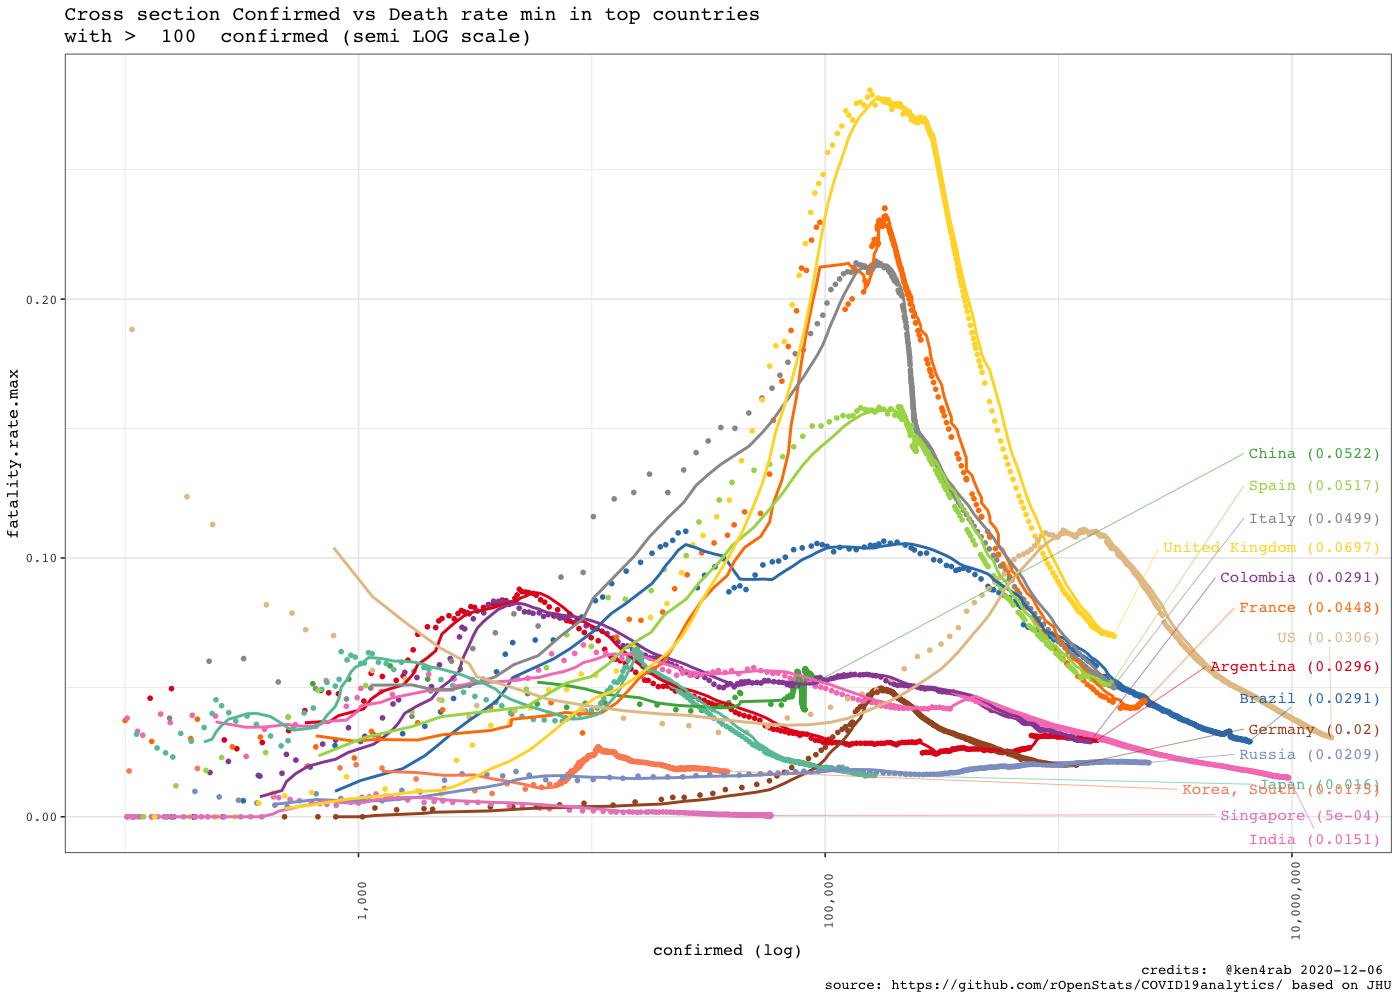 Cross section Confirmed vs Death rate min in top countries
with >  100  confirmed (semi LOG scale)
fatality.rate.max
0.20
0.10
0.00
China (0.0522)
Spain (0.0517)
Italy (0.0499)
United Kingdom (0.0697)
Colombia (0.0291)
France (0.0448)
US (0.0306)
Argentina (0.0296)
Brazil (0.0291)
Germany (0.02)
Russia (0.0209)
Japan (0.016)
Korea, South (0.0175)
Singapore (5e-04)
India (0.0151)
1,000
100,000
10,000,000
confirmed (log)
credits:  @ken4rab 2020-12-06
source: https://github.com/rOpenStats/COVID19analytics/ based on JHU